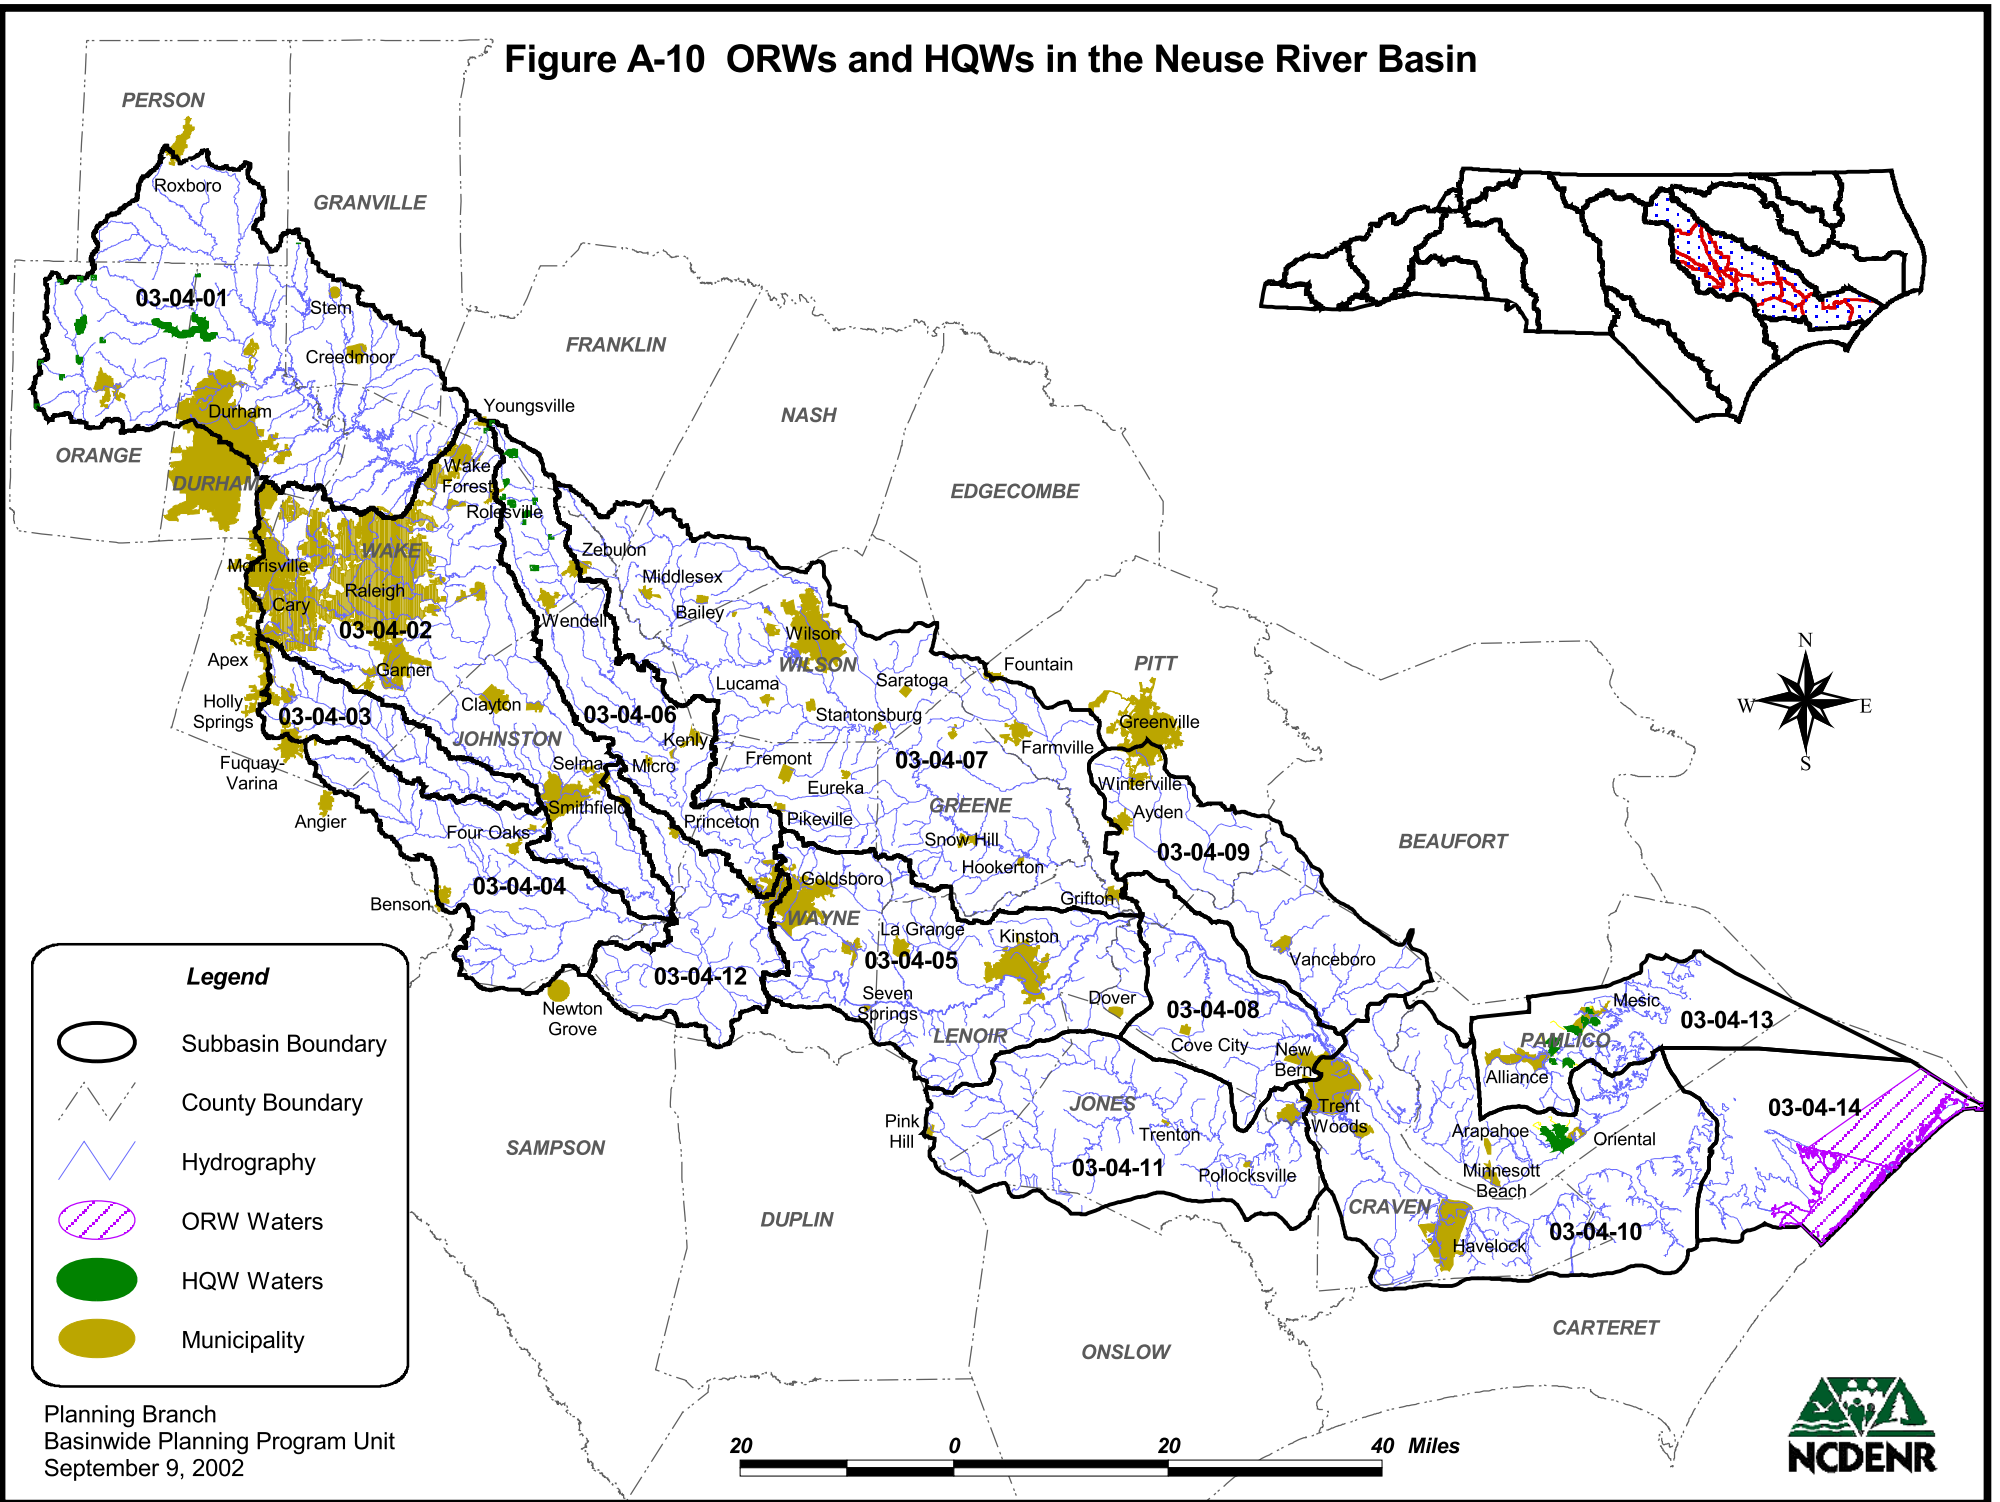 Figure A-10 ORWs and HQWs in the Neuse River Basin
PERSON
Roxboro
GRANVILLE
03-04-01
Stem
Creedmoor
FRANKLIN
Durham
Youngsville
NASH
ORANGE
DURHAM
Wake
Forest
Rolesville
EDGECOMBE
WAKE
Morrisville
Raleigh
Cary
03-04-02
Zebulon
Middlesex
Bailey
Wendell
Wilson
WILSON
Apex
Garner
Holly
Springs
03-04-03
Clayton
03-04-06
JOHNSTON
Lucama
Saratoga
Fountain
PITT
Stantonsburg
Greenville
Kenly
Farmville
Fuquay-
Varina
Selma
Micro
Fremont
03-04-07
Eureka
Winterville
Angier
Smithfield
Four Oaks
Princeton
Pikeville
GREENE
Ayden
Snow Hill
Hookerton
03-04-09
BEAUFORT
03-04-04
Benson
Goldsboro
WAYNE
Grifton
La Grange
Kinston
03-04-05
Vanceboro
03-04-12
Newton
Grove
Seven
Springs
Dover
LENOIR
03-04-08
Cove City
New
Bern
Mesic
03-04-13
PAMLICO
Alliance
Pink
Hill
JONES
Trenton
Trent
Woods
Arapahoe
Oriental
03-04-14
03-04-11
Pollocksville
Minnesott
Beach
SAMPSON
DUPLIN
CRAVEN
Havelock
03-04-10
ONSLOW
CARTERET
N
W
E
S
Legend
Subbasin Boundary
County Boundary
Hydrography
ORW Waters
HQW Waters
Municipality
Planning Branch
Basinwide Planning Program Unit
September 9, 2002
20 0 20 40 Miles
NCDENR